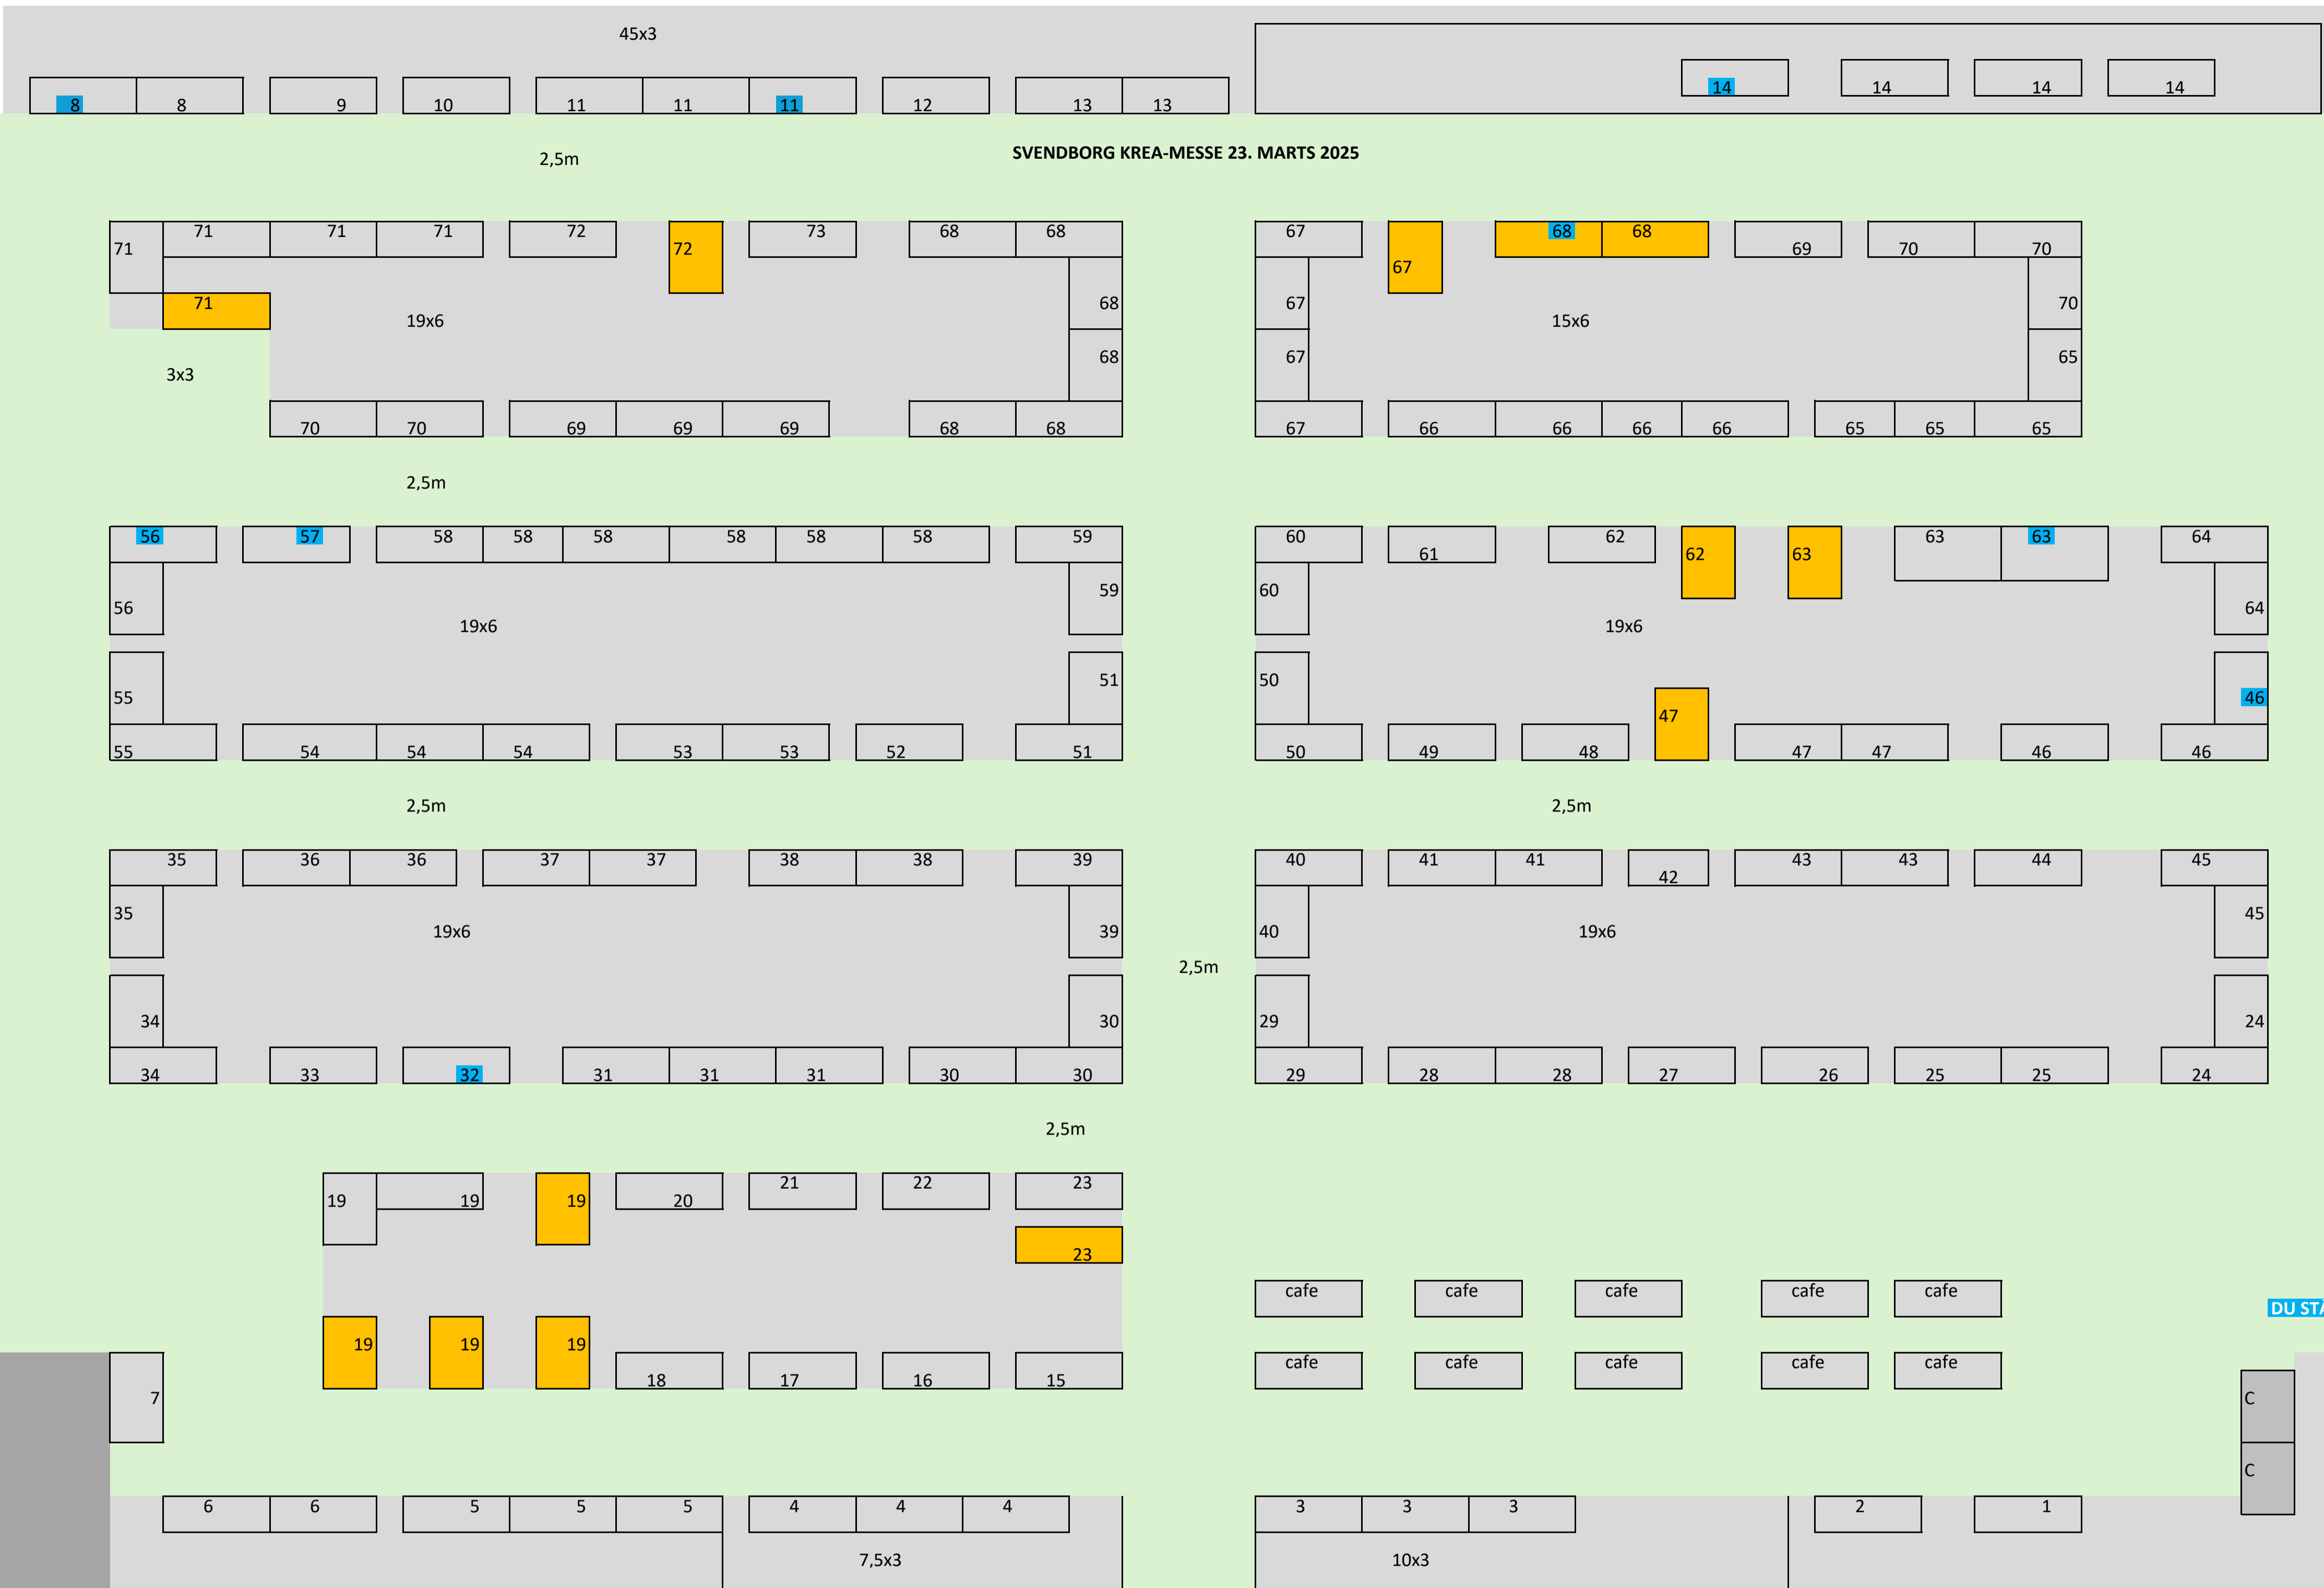 45x3
14 14 14 14
8 8 9 10 11 11 11 12 13 13
2,5m
SVENDBORG KREA-MESSE 23. MARTS 2025
71 71 71 71 72 72 73 68 68
67 67 68 68 69 70 70
71 68
67 70
19x6
15x6
68
67 65
3x3
70 70 69 69 69 68 68
67 66 66 66 66 65 65 65
2,5m
56 57 58 58 58 58 58 58 59
60 61 62 62 63 63 63 64
56 59
60 64
19x6
19x6
55 51
50 46
47
55 54 54 54 53 53 52 51
50 49 48 47 47 46 46
2,5m
2,5m
35 36 36 37 37 38 38 39
40 41 41 42 43 43 44 45
35 39
40 45
19x6
19x6
2,5m
34 30
29 24
34 33 32 31 31 31 30 30
29 28 28 27 26 25 25 24
2,5m
19 19 19 20 21 22 23
23
cafe cafe cafe cafe cafe
DU STA
19 19 19
cafe cafe cafe cafe cafe
18 17 16 15
7
C
C
6 6 5 5 5 4 4 4
3 3 3 2 1
7,5x3
10x3